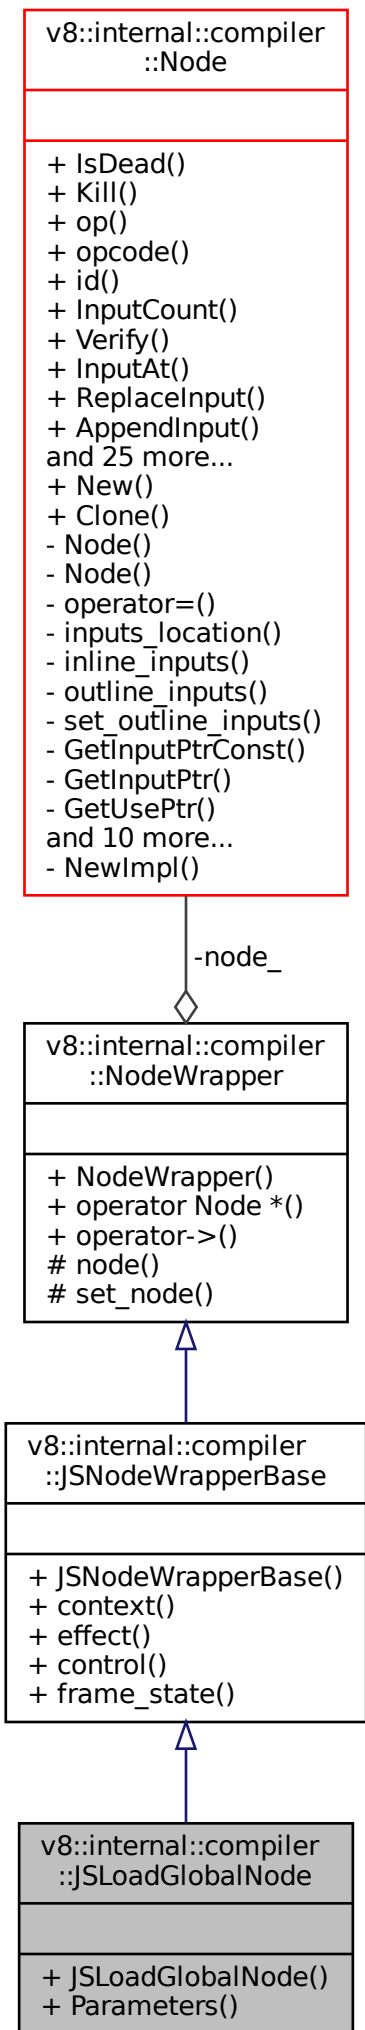 v8::internal::compiler
::Node
+ IsDead()
+ Kill()
+ op()
+ opcode()
+ id()
+ InputCount()
+ Verify()
+ InputAt()
+ ReplaceInput()
+ AppendInput()
and 25 more...
+ New()
+ Clone()
- Node()
- Node()
- operator=()
- inputs_location()
- inline_inputs()
- outline_inputs()
- set_outline_inputs()
- GetInputPtrConst()
- GetInputPtr()
- GetUsePtr()
and 10 more...
- NewImpl()
-node_
v8::internal::compiler
::NodeWrapper
+ NodeWrapper()
+ operator Node *()
+ operator->()
# node()
# set_node()
v8::internal::compiler
::JSNodeWrapperBase
+ JSNodeWrapperBase()
+ context()
+ effect()
+ control()
+ frame_state()
v8::internal::compiler
::JSLoadGlobalNode
+ JSLoadGlobalNode()
+ Parameters()